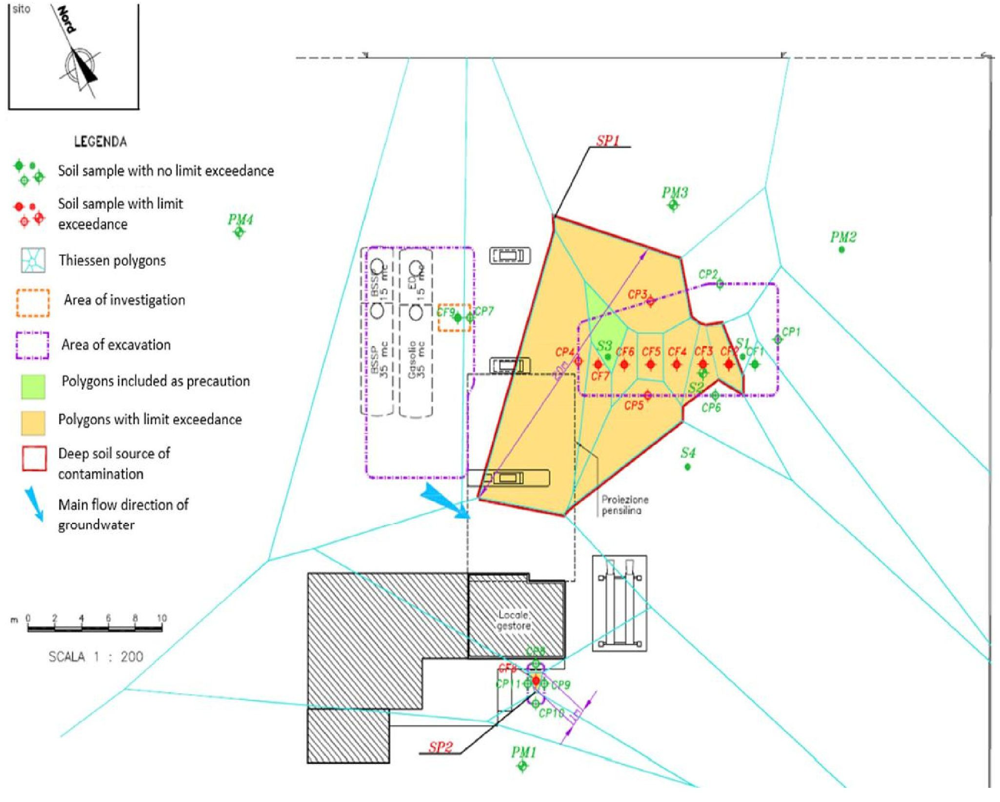 sito
Nord
LEGENDA
Soil sample with no limit exceedance
Soil sample with limit
exceedance
Thiessen polygons
Area of investigation
Area of excavation
Polygons included as precaution
Polygons with limit exceedance
Deep soil source of
contamination
Main flow direction of
groundwater
m 0 2 4 6 8 10
SCALA 1 : 200
PM4
SP1
PM3
PM2
CP2
CP3
CP1
CF9
CP7
BSSP
15 mc
15 mc
BSSP
35 mc
Gasolio
35 mc
S3
S1
CP4
CF6
CF5
CF4
CF3
CF2
CF1
CF7
20m
S2
CP5
CP6
S4
Proiezione
pensilina
Locale
gestore
CP8
CF8
CP11
CP9
CP10
SP2
PM1